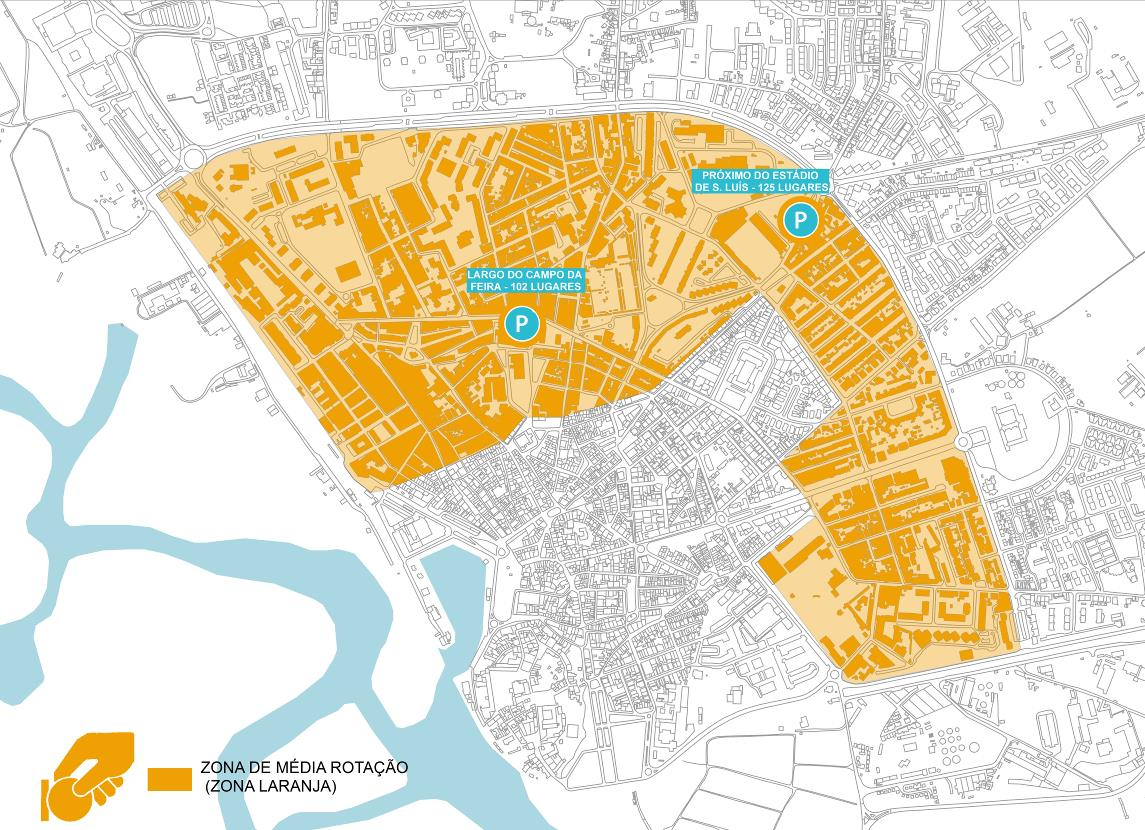 PRÓXIMO DO ESTÁDIO
DE S. LUÍS - 125 LUGARES
P
LARGO DO CAMPO DA
FEIRA - 102 LUGARES
P
ZONA DE MÉDIA ROTAÇÃO
(ZONA LARANJA)